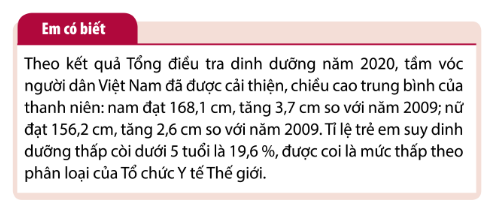 Em có biết
Theo kết quả Tổng điều tra dinh dưỡng năm 2020, tầm vóc
người dân Việt Nam đã được cải thiện, chiều cao trung bình của
thanh niên: nam đạt 168,1 cm, tăng 3,7 cm so với năm 2009; nữ
đạt 156,2 cm, tăng 2,6 cm so với năm 2009. Tỉ lệ trẻ em suy dinh
dưỡng thấp còi dưới 5 tuổi là 19,6 %, được coi là mức thấp theo
phân loại của Tổ chức Y tế Thế giới.